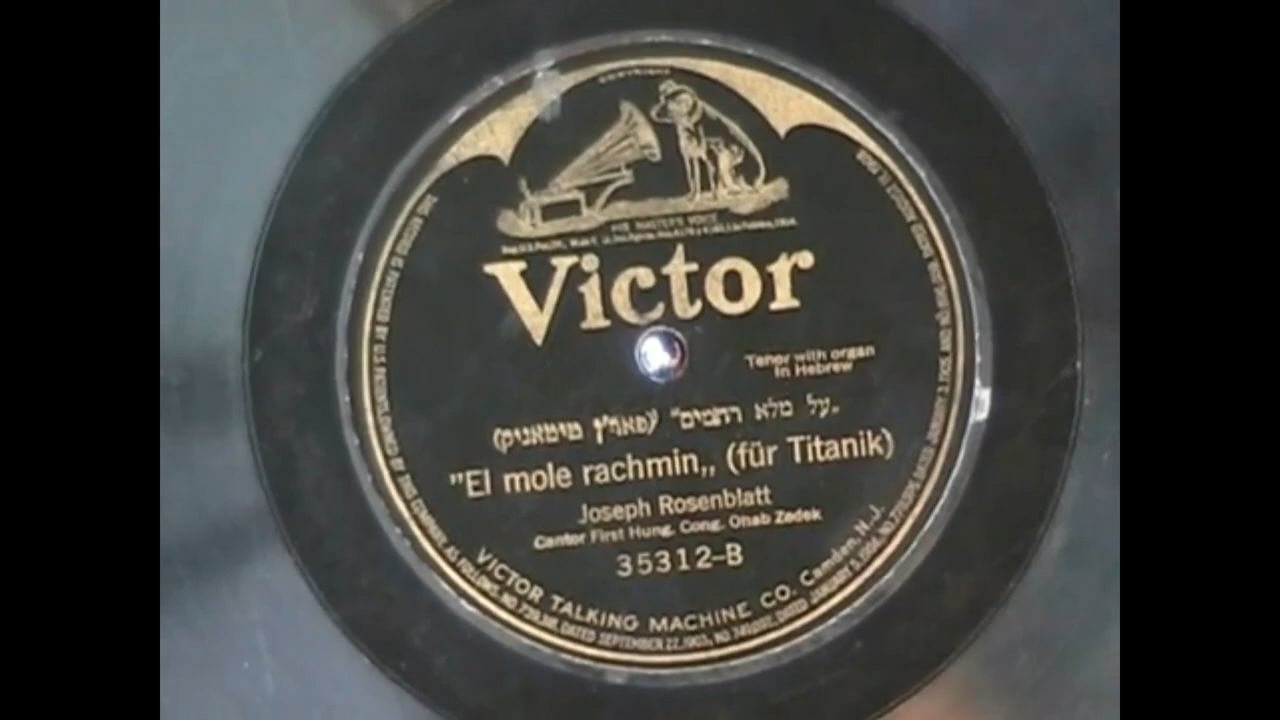 COPYRIGHT
HIS MASTER'S VOICE
Victor
Tenor with organ
In Hebrew
„על מלא רחמים" (פאר'ן טיטאניק)
"El mole rachmin„ (für Titanik)
Joseph Rosenblatt
Cantor First Hung. Cong. Ohab Zedek
35312-B
VICTOR TALKING MACHINE CO. Camden, N.J.